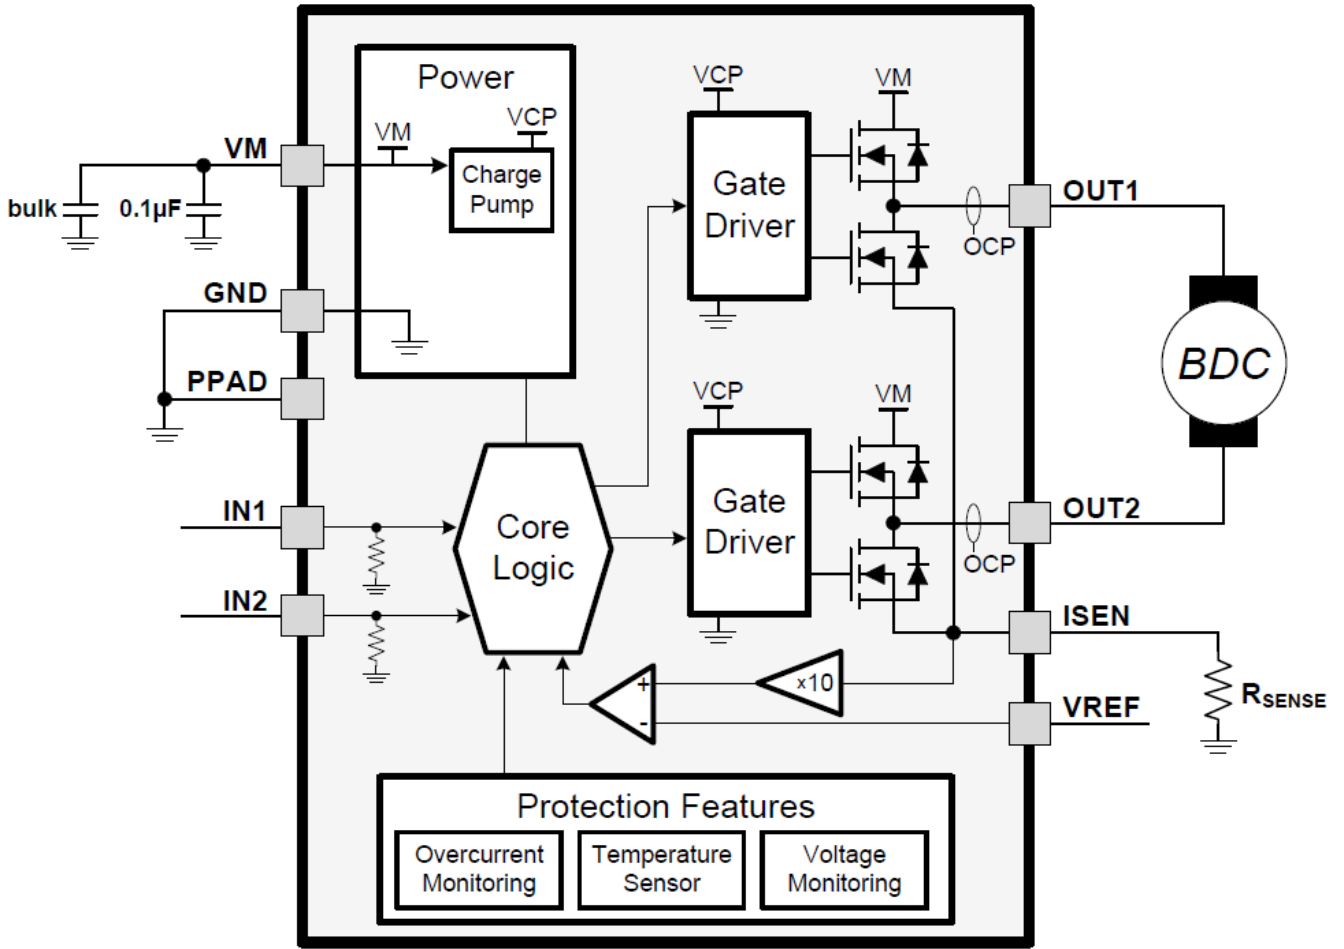 Power
VCP
VM
Charge
Pump
VM
bulk
0.1µF
GND
PPAD
IN1
IN2
Core
Logic
VCP
VM
Gate
Driver
OUT1
OCP
BDC
VCP
VM
Gate
Driver
OUT2
OCP
ISEN
x10
+
-
VREF
RSENSE
Protection Features
Overcurrent
Monitoring
Temperature
Sensor
Voltage
Monitoring